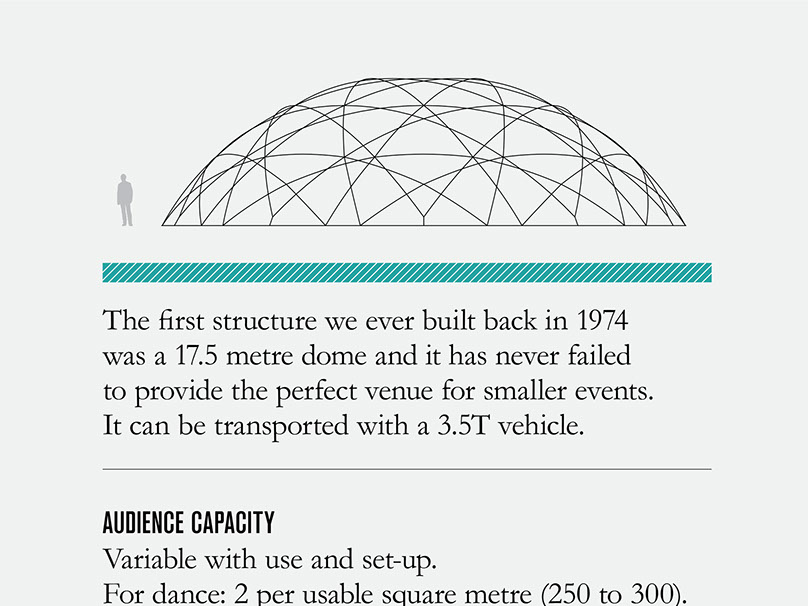 The first structure we ever built back in 1974
was a 17.5 metre dome and it has never failed
to provide the perfect venue for smaller events.
It can be transported with a 3.5T vehicle.
AUDIENCE CAPACITY
Variable with use and set-up.
For dance: 2 per usable square metre (250 to 300).